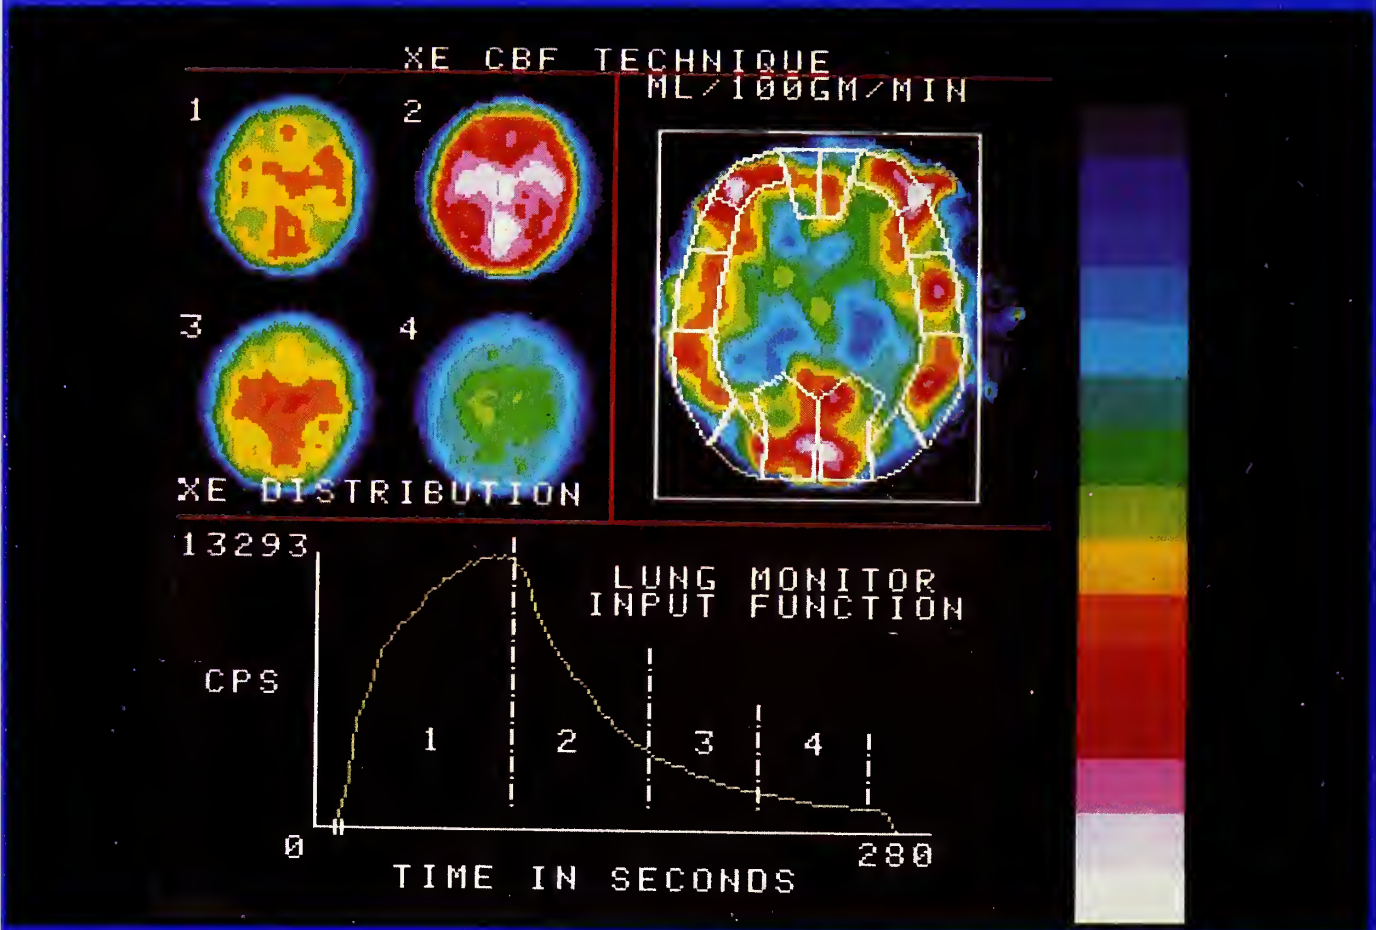 XE CBF TECHNIQUE
ML/100GM/MIN
1
2
3
4
XE DISTRIBUTION
13293
LUNG MONITOR
INPUT FUNCTION
CPS
1
2
3
4
0
280
TIME IN SECONDS